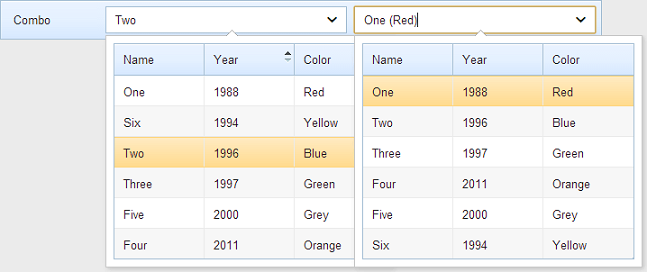 Combo Two One (Red)
Name Year Color Name Year Color
One 1988 Red One 1988 Red
Six 1994 Yellow Two 1996 Blue
Two 1996 Blue Three 1997 Green
Three 1997 Green Four 2011 Orange
Five 2000 Grey Five 2000 Grey
Four 2011 Orange Six 1994 Yellow